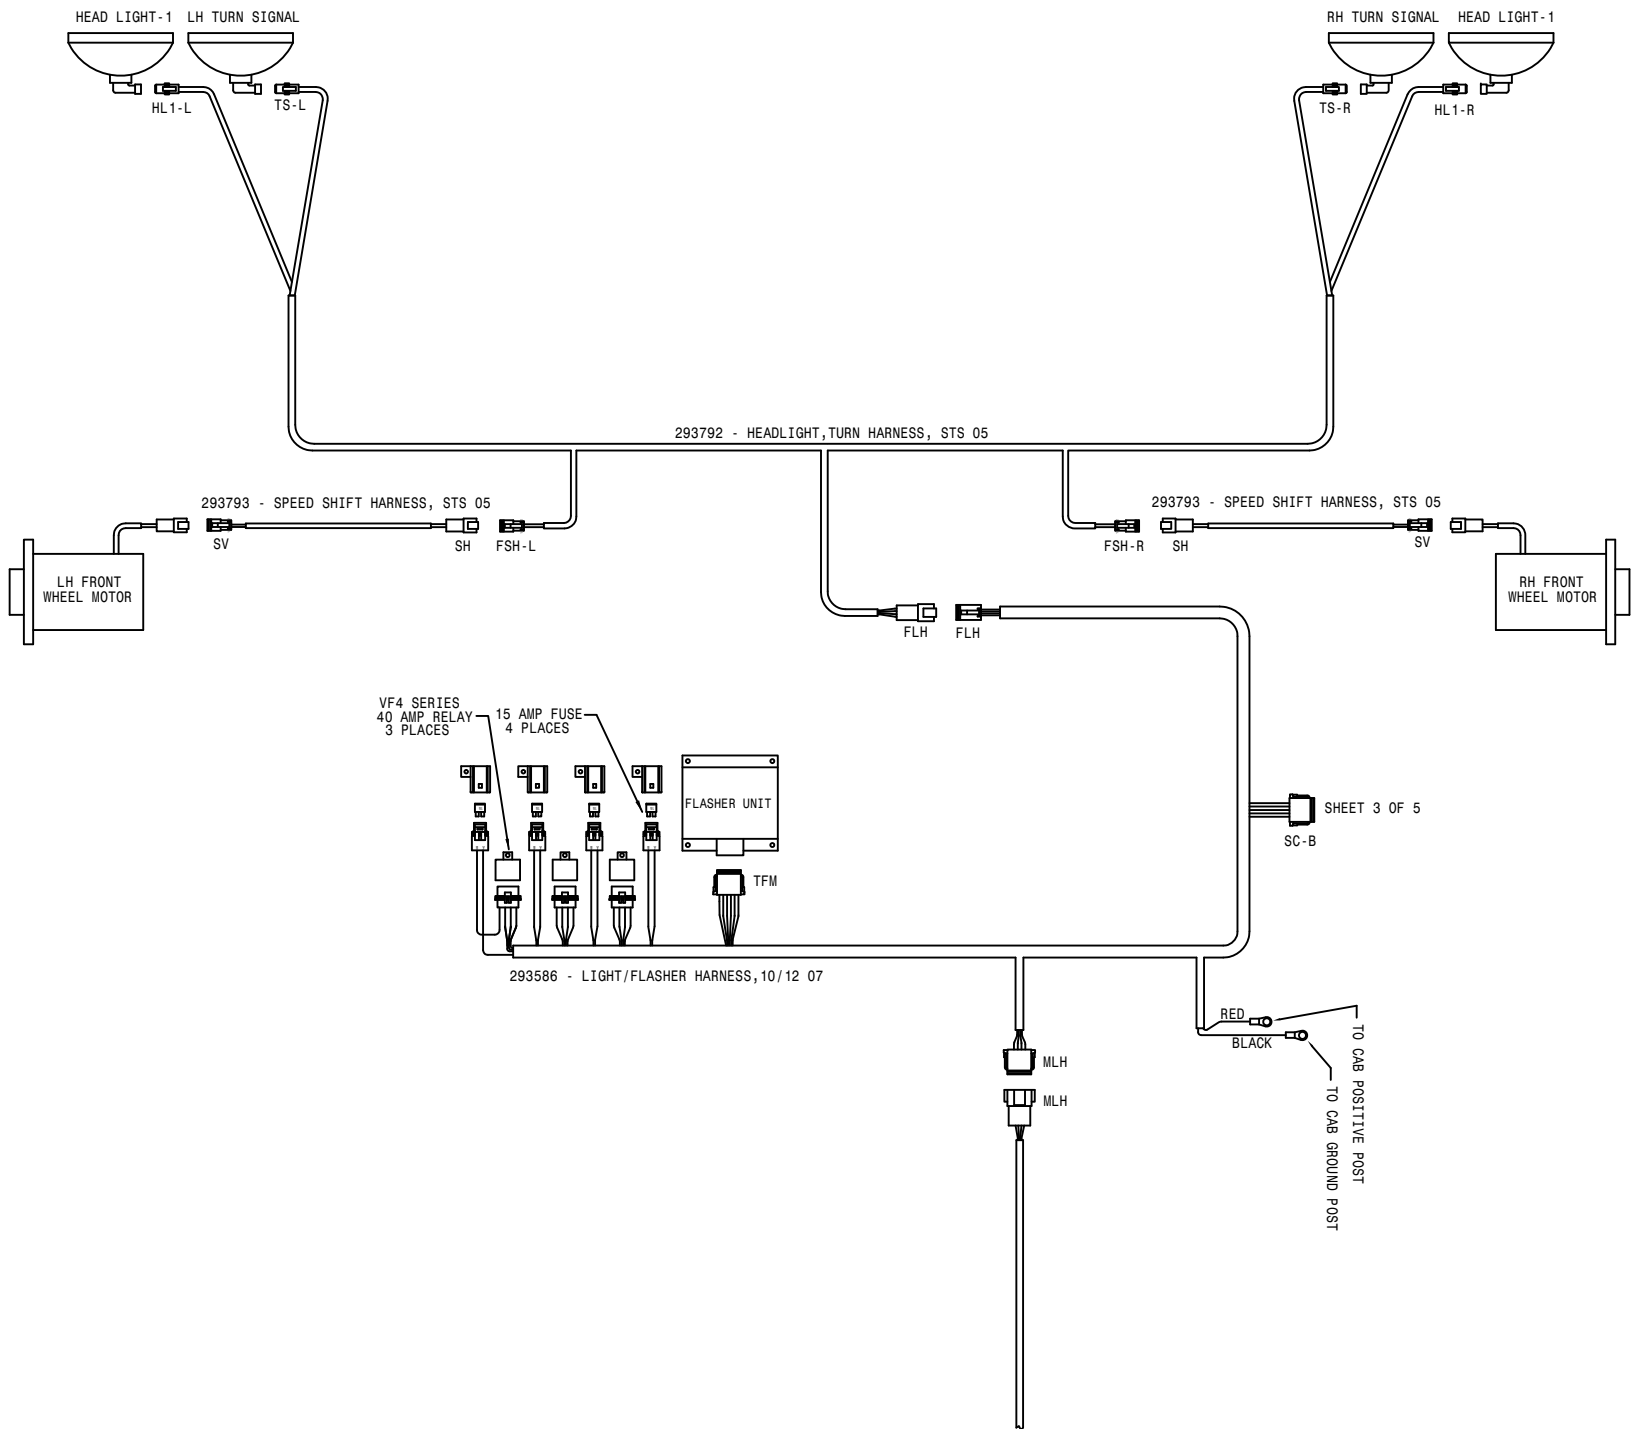 HEAD LIGHT-1 LH TURN SIGNAL
RH TURN SIGNAL HEAD LIGHT-1
HL1-L
TS-L
TS-R
HL1-R
293792 - HEADLIGHT,TURN HARNESS, STS 05
293793 - SPEED SHIFT HARNESS, STS 05
293793 - SPEED SHIFT HARNESS, STS 05
SV
SH
FSH-L
FSH-R
SH
SV
LH FRONT
WHEEL MOTOR
RH FRONT
WHEEL MOTOR
FLH
FLH
VF4 SERIES
40 AMP RELAY
3 PLACES
15 AMP FUSE
4 PLACES
FLASHER UNIT
SHEET 3 OF 5
SC-B
TFM
293586 - LIGHT/FLASHER HARNESS,10/12 07
RED
BLACK
TO CAB POSITIVE POST
TO CAB GROUND POST
MLH
MLH